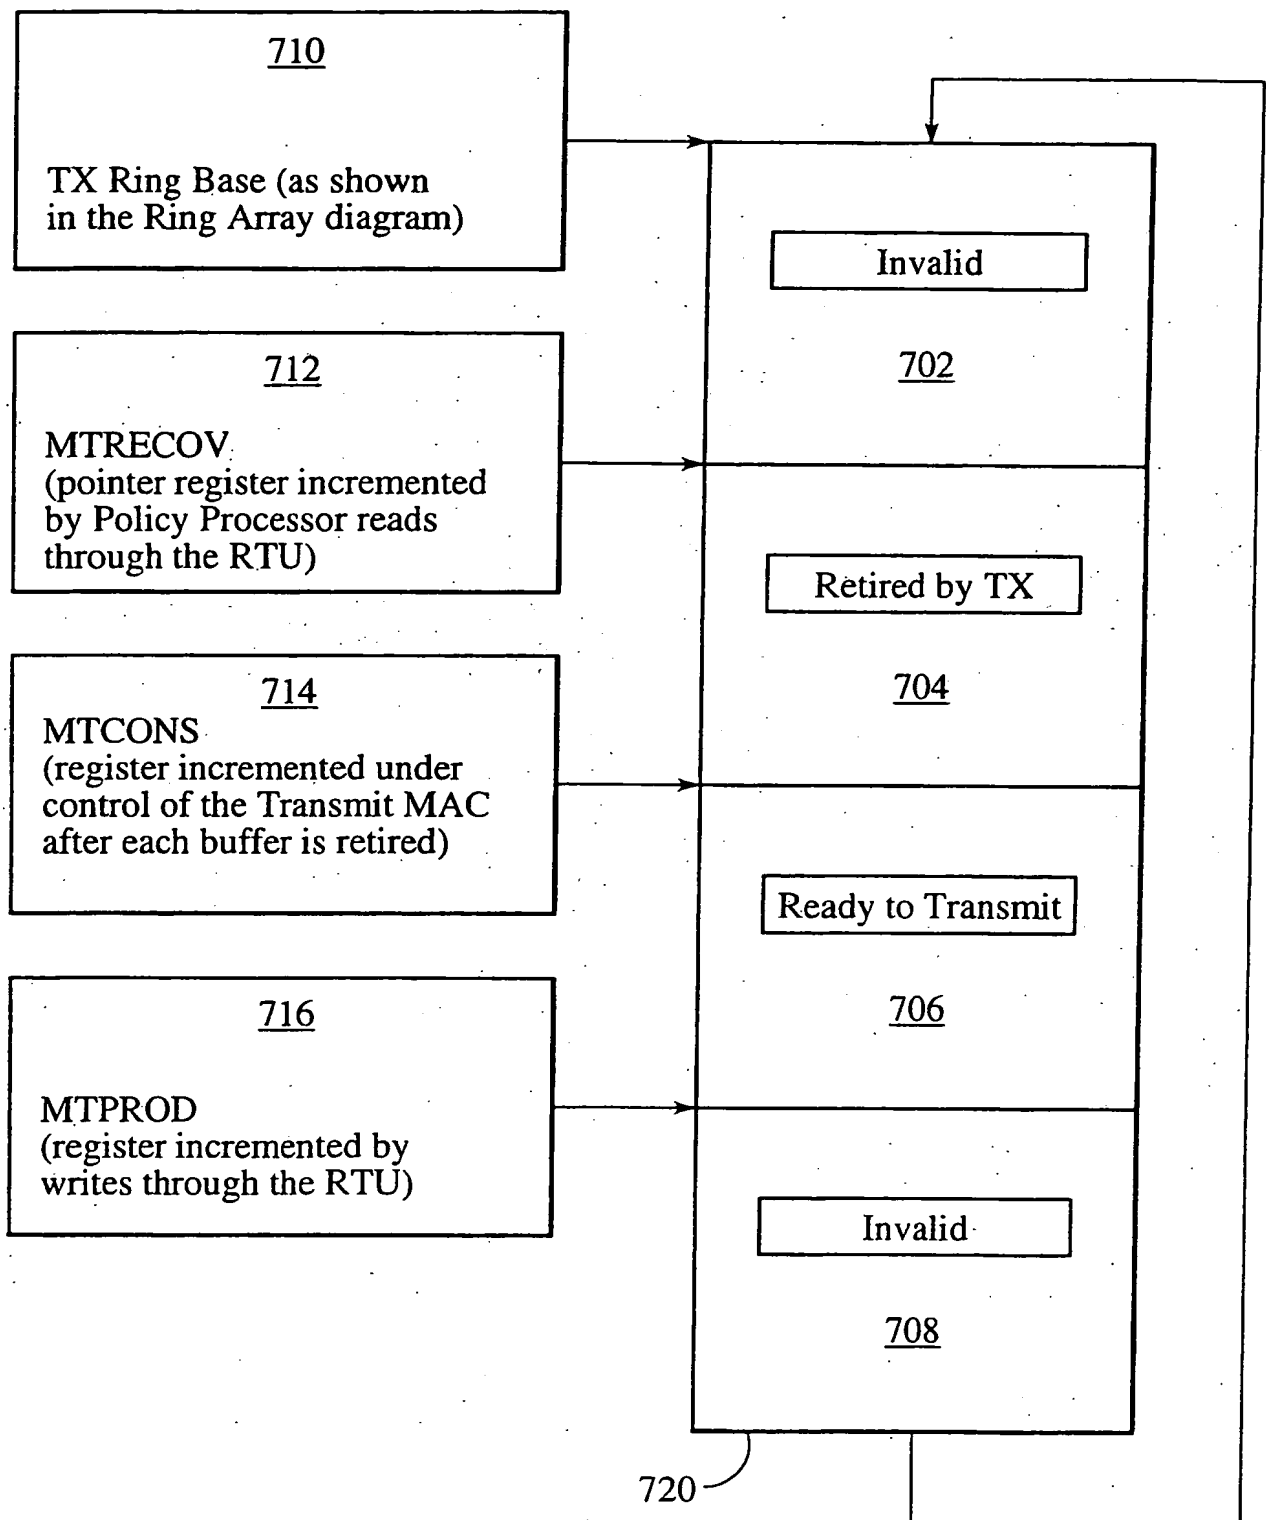 710
TX Ring Base (as shown
in the Ring Array diagram)
712
MTRECOV
(pointer register incremented
by Policy Processor reads
through the RTU)
714
MTCONS
(register incremented under
control of the Transmit MAC
after each buffer is retired)
716
MTPROD
(register incremented by
writes through the RTU)
Invalid
702
Retired by TX
704
Ready to Transmit
706
Invalid
708
720